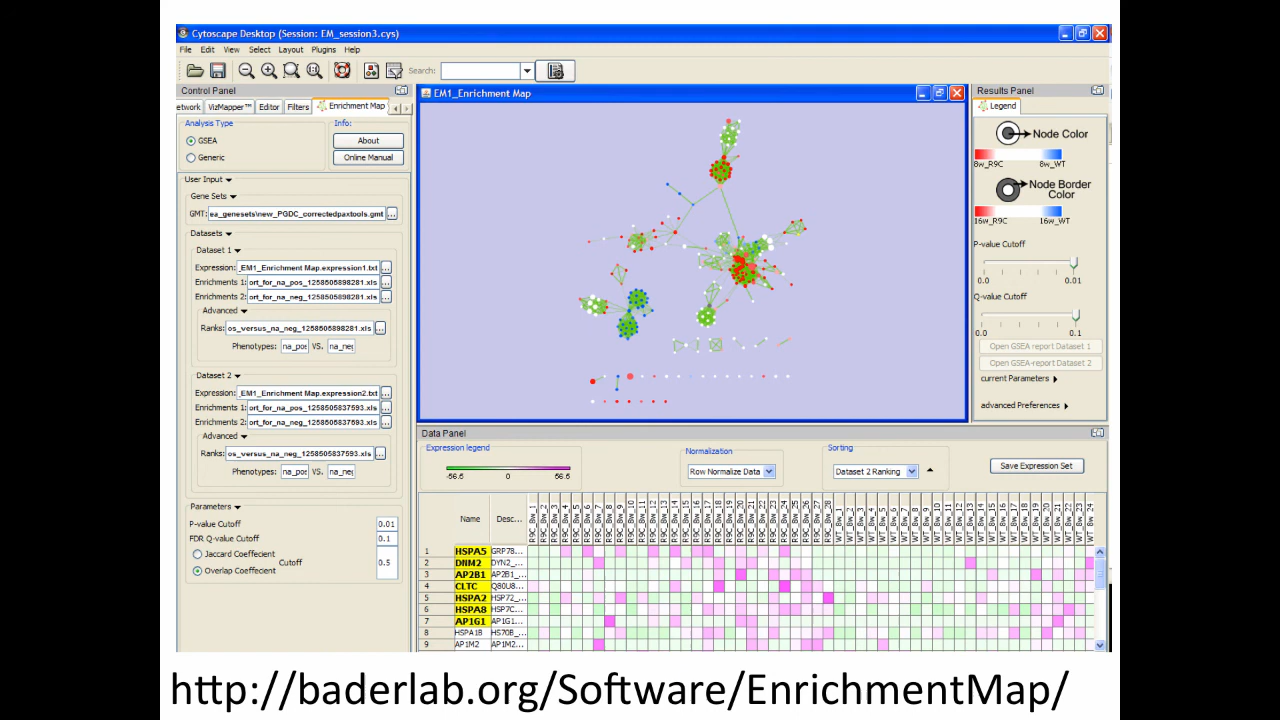 Cytoscape Desktop (Session: EM_session3.cys)
File Edit View Select Layout Plugins Help
Search:
Control Panel
etwork VizMapper™ Editor Filters Enrichment Map
Analysis Type
GSEA
Generic
Info:
About
Online Manual
User Input
Gene Sets
GMT: ea_genesets\new_PGDC_correctedpaxtools.gmt ...
Datasets
Dataset 1
Expression: _EM1_Enrichment Map.expression1.txt ...
Enrichments 1: ort_for_na_pos_1258505898281.xls ...
Enrichments 2: ort_for_na_neg_1258505898281.xls ...
Advanced
Ranks: os_versus_na_neg_1258505898281.xls ...
Phenotypes: na_pos VS. na_neg
Dataset 2
Expression: _EM1_Enrichment Map.expression2.txt ...
Enrichments 1: ort_for_na_pos_1258505837593.xls ...
Enrichments 2: ort_for_na_neg_1258505837593.xls ...
Advanced
Ranks: os_versus_na_neg_1258505837593.xls ...
Phenotypes: na_pos VS. na_neg
Parameters
P-value Cutoff 0.01
FDR Q-value Cutoff 0.1
Jaccard Coeffecient
Overlap Coeffecient
Cutoff 0.5
EM1_Enrichment Map
Results Panel
Legend
Node Color
8w_R9C 8w_WT
Node Border
Color
16w_R9C 16w_WT
P-value Cutoff
0.0 0.01
Q-value Cutoff
0.0 0.1
Open GSEA report Dataset 1
Open GSEA-report Dataset 2
current Parameters
advanced Preferences
Data Panel
Expression legend
-56.5 0 56.5
Normalization
Row Normalize Data
Sorting
Dataset 2 Ranking
Save Expression Set
Name Desc...
1 HSPA5 GRP78...
2 DNM2 DYN2_...
3 AP2B1 AP2B1_...
4 CLTC Q80U8...
5 HSPA2 HSP72_...
6 HSPA8 HSP7C...
7 AP1G1 AP1G1...
8 HSPA1B HS70B_...
9 AP1M2 AP1M2...
http://baderlab.org/Software/EnrichmentMap/